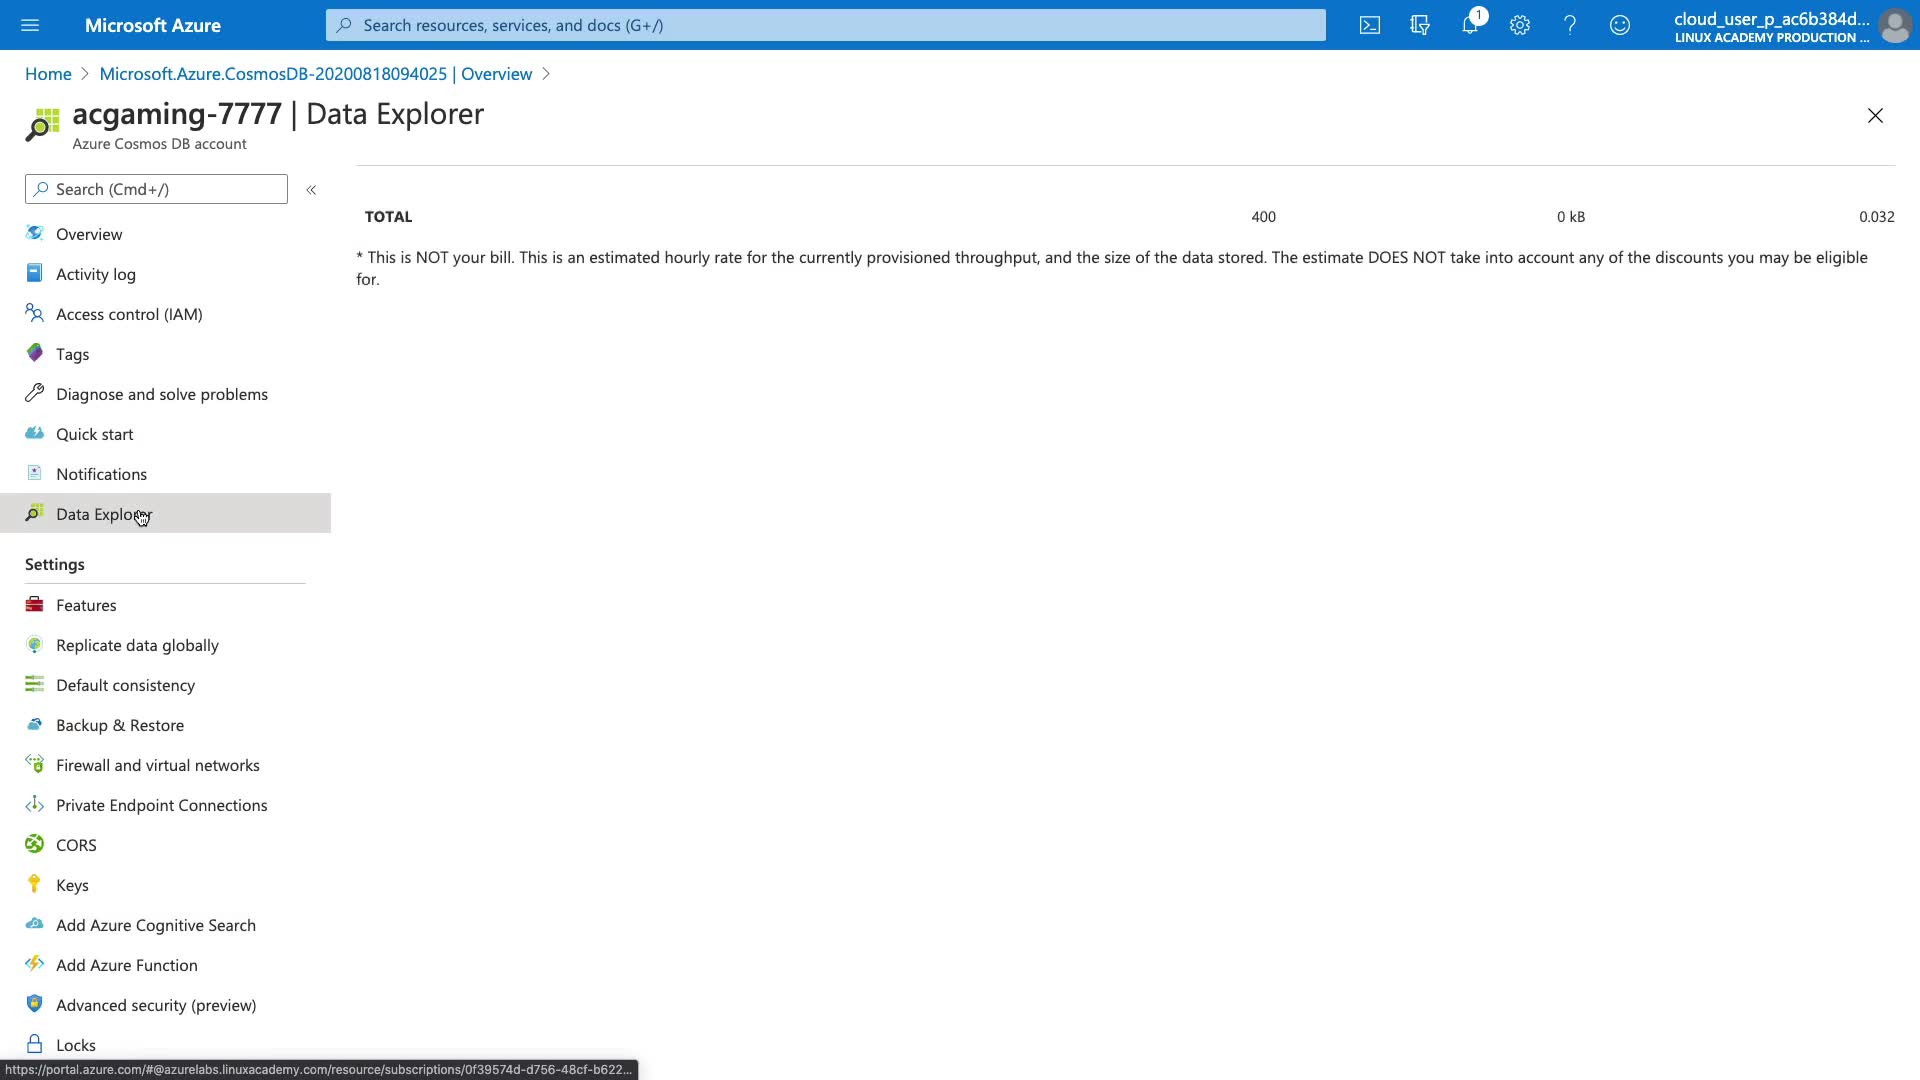 Microsoft Azure
Search resources, services, and docs (G+/)
1
cloud_user_p_ac6b384d...
LINUX ACADEMY PRODUCTION ...
Home > Microsoft.Azure.CosmosDB-20200818094025 | Overview >
acgaming-7777 | Data Explorer
Azure Cosmos DB account
Search (Cmd+/)
«
TOTAL 400 0 kB 0.032
* This is NOT your bill. This is an estimated hourly rate for the currently provisioned throughput, and the size of the data stored. The estimate DOES NOT take into account any of the discounts you may be eligible
for.
Overview
Activity log
Access control (IAM)
Tags
Diagnose and solve problems
Quick start
Notifications
Data Explorer
Settings
Features
Replicate data globally
Default consistency
Backup & Restore
Firewall and virtual networks
Private Endpoint Connections
CORS
Keys
Add Azure Cognitive Search
Add Azure Function
Advanced security (preview)
Locks
https://portal.azure.com/#@azurelabs.linuxacademy.com/resource/subscriptions/0f39574d-d756-48cf-b622...